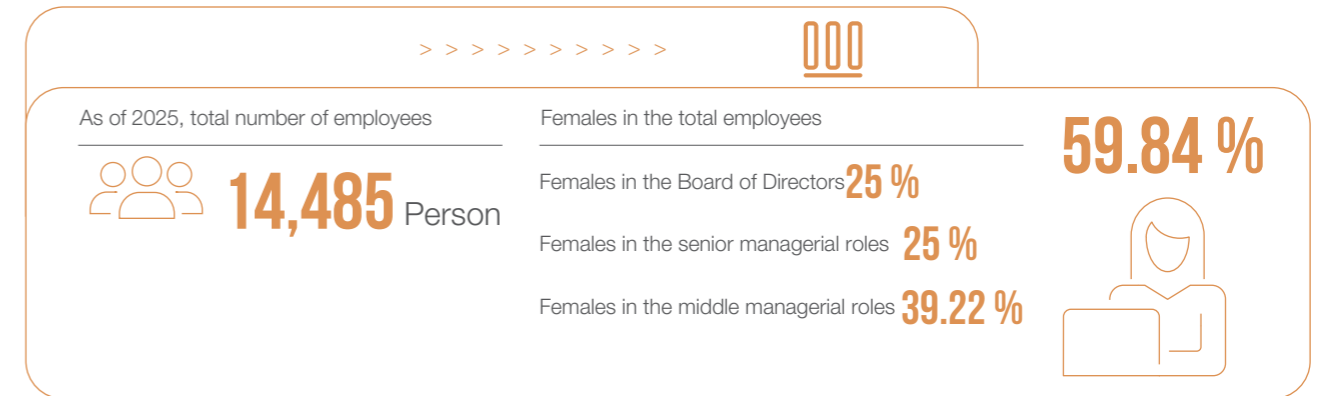 > > > > > > > > > >
As of 2025, total number of employees
14,485 Person
Females in the total employees
59.84 %
Females in the Board of Directors 25 %
Females in the senior managerial roles 25 %
Females in the middle managerial roles 39.22 %